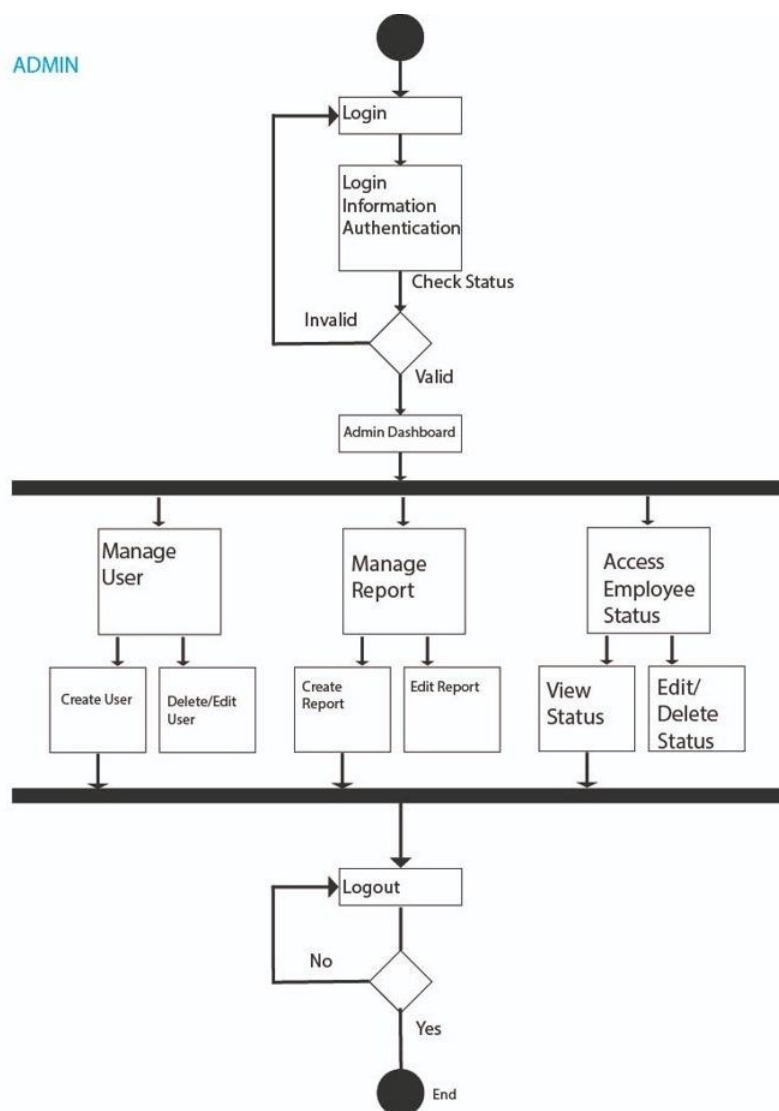 ADMIN
Login
Login
Information
Authentication
Check Status
Invalid
Valid
Admin Dashboard
Manage
User
Manage
Report
Access
Employee
Status
Create User
Delete/Edit
User
Create
Report
Edit Report
View
Status
Edit/
Delete
Status
Logout
No
Yes
End